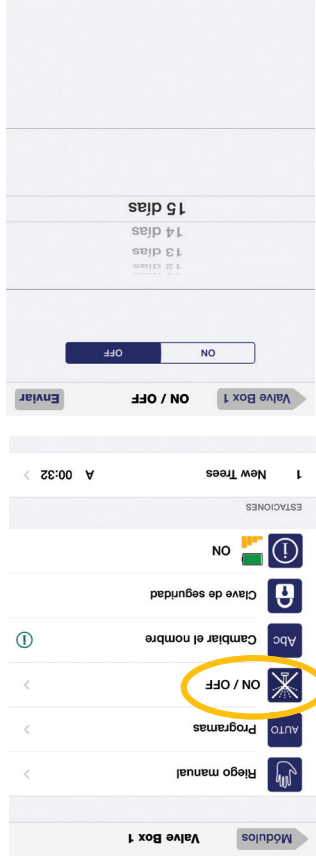 Módulos Valve Box 1
Riego manual
AUTO Programas
ON / OFF
Abc Cambiar el nombre
Clave de seguridad
ON
ESTACIONES
1 New Trees A 00:32
Valve Box 1 ON / OFF Enviar
ON OFF
12 días
13 días
14 días
15 días